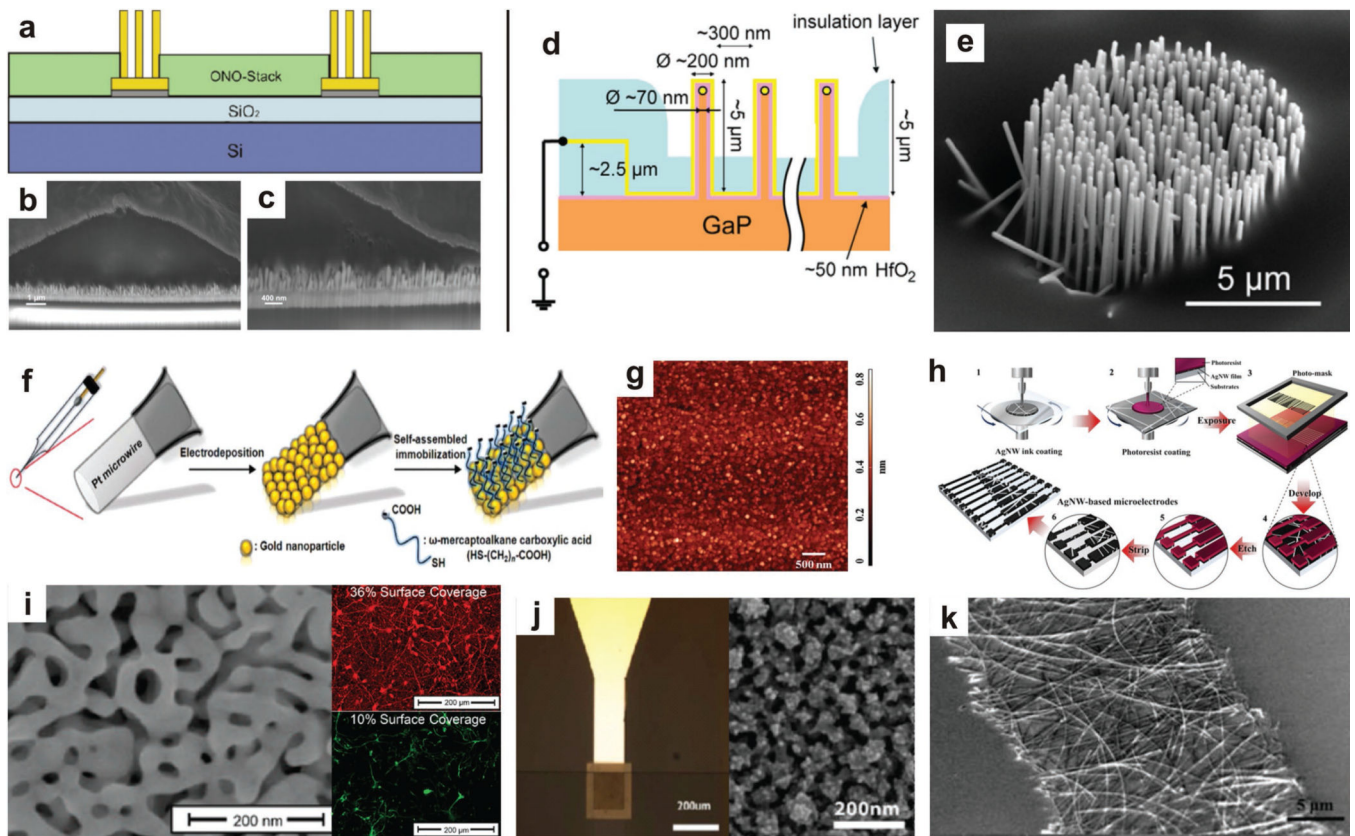 a
ONO-Stack
SiO₂
Si
b
1 µm
c
400 nm
d
insulation layer
~300 nm
Ø ~200 nm
Ø ~70 nm
~5 µm
~5 µm
~2.5 µm
GaP
~50 nm HfO₂
e
5 µm
f
Pt microwire
Electrodeposition
Self-assembled
immobilization
COOH
SH
: Gold nanoparticle
: ω-mercaptoalkane carboxylic acid
(HS-(CH₂)n-COOH)
g
500 nm
0.8
0.6
0.4
0.2
0
nm
h
1
AgNW ink coating
2
Photoresist coating
Photoresist
AgNW film
Substrates
Exposure
3
Photo-mask
Develop
4
Etch
5
Strip
6
AgNW-based microelectrodes
i
200 nm
36% Surface Coverage
200 µm
10% Surface Coverage
200 µm
j
200um
200nm
k
5 µm